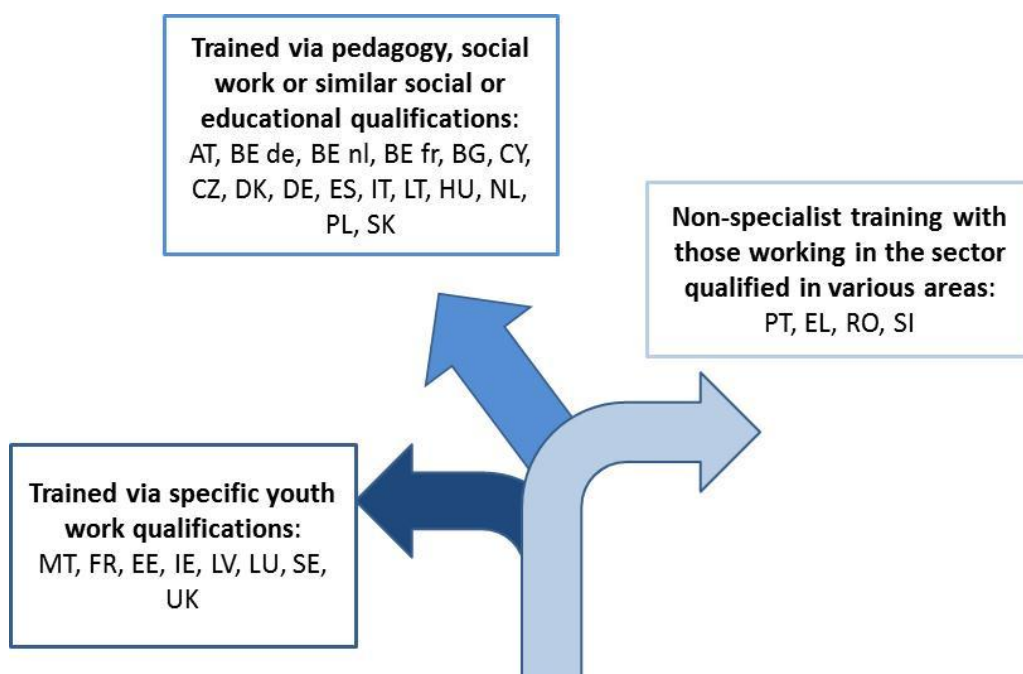 Trained via pedagogy, social
work or similar social or
educational qualifications:
AT, BE de, BE nl, BE fr, BG, CY,
CZ, DK, DE, ES, IT, LT, HU, NL,
PL, SK
Non-specialist training with
those working in the sector
qualified in various areas:
PT, EL, RO, SI
Trained via specific youth
work qualifications:
MT, FR, EE, IE, LV, LU, SE,
UK